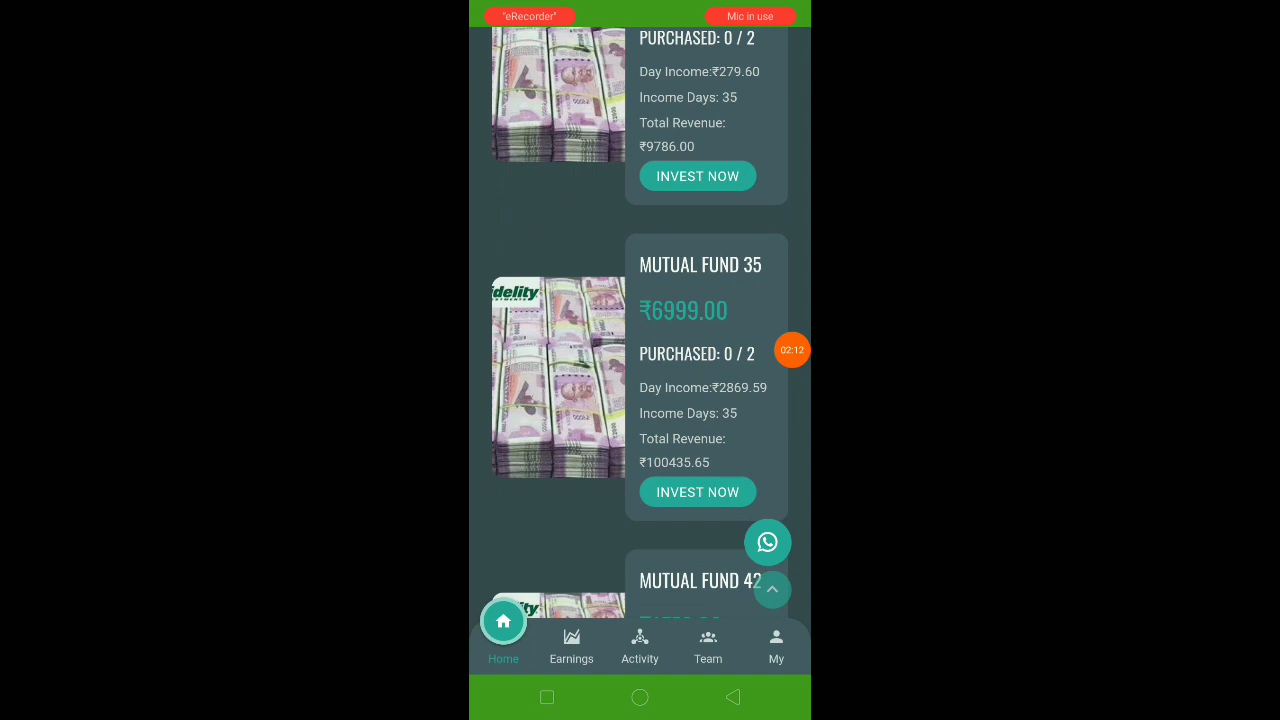 "eRecorder"
Mic in use
PURCHASED: 0 / 2
Day Income:₹279.60
Income Days: 35
Total Revenue:
₹9786.00
INVEST NOW
MUTUAL FUND 35
idelity
₹6999.00
PURCHASED: 0 / 2
02:12
Day Income:₹2869.59
Income Days: 35
Total Revenue:
₹100435.65
INVEST NOW
MUTUAL FUND 42
Home
Earnings
Activity
Team
My